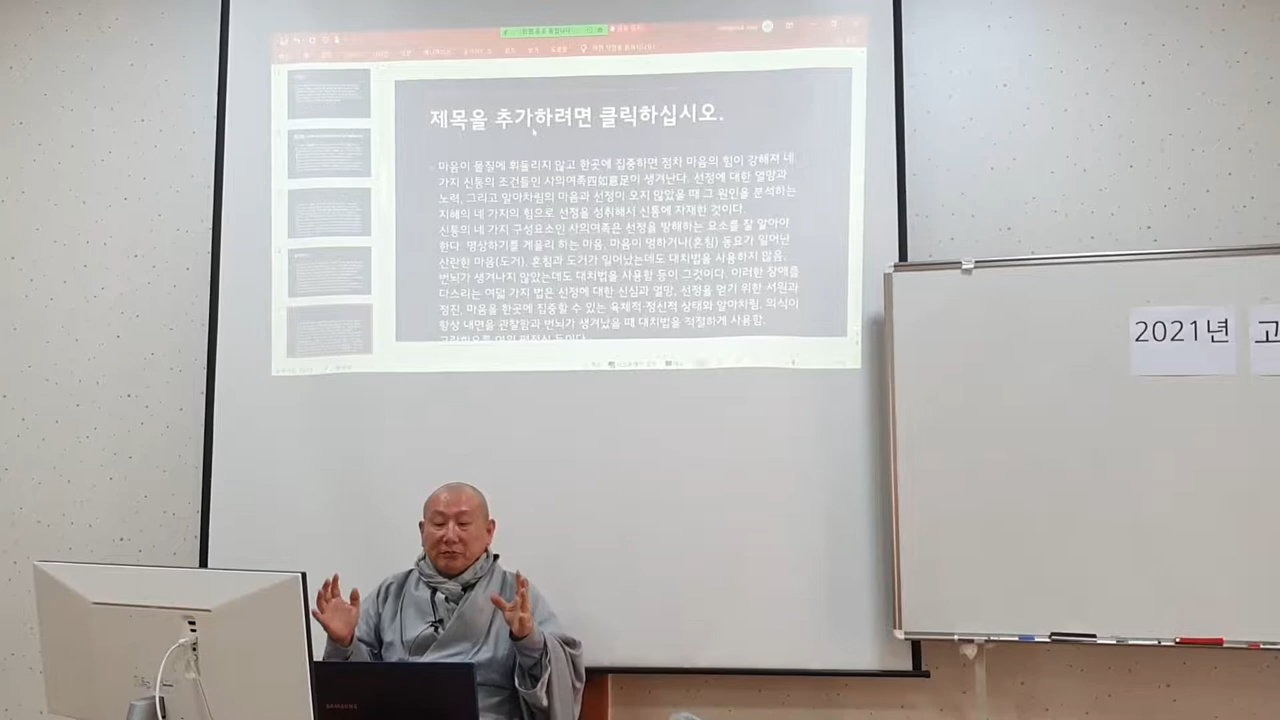 제목을 추가하려면 클릭하십시오.
마음이 물질에 휘둘리지 않고 한곳에 집중하면 점차 마음의 힘이 강해져 네
가지 신통의 조건들인 사의여족四如意足이 생겨난다. 선정에 대한 열망과
노력, 그리고 알아차림의 마음과 선정이 오지 않았을 때 그 원인을 분석하는
지혜의 네 가지의 힘으로 선정을 성취해서 신통에 자재한 것이다.
신통의 네 가지 구성요소인 사의여족은 선정을 방해하는 요소를 잘 알아야
한다. 명상하기를 게을리 하는 마음, 마음이 멍하거나(혼침) 동요가 일어난
산란한 마음(도거), 혼침과 도거가 일어났는데도 대치법을 사용하지 않음,
번뇌가 생겨나지 않았는데도 대치법을 사용함 등이 그것이다. 이러한 장애를
다스리는 여덟 가지 법은 선정에 대한 신심과 열망, 선정을 얻기 위한 서원과
정진, 마음을 한곳에 집중할 수 있는 육체적 정신적 상태와 알아차림, 의식이
항상 내면을 관찰함과 번뇌가 생겼을 때 대치법을 적절하게 사용함,
2021년 고
SAMSUNG